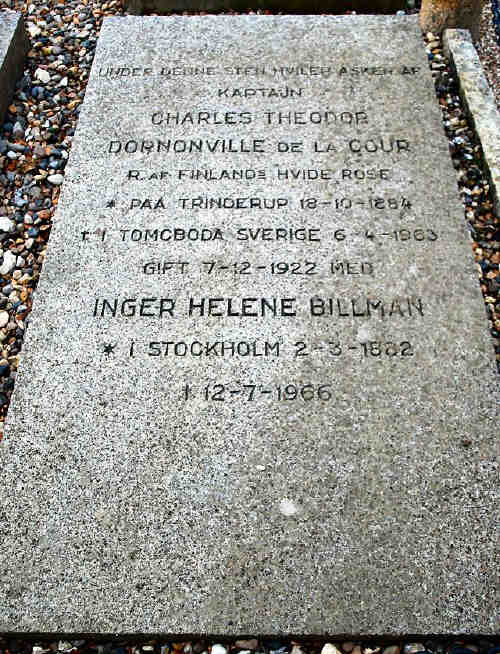 UNDER DENNE STEN HVILER ASKEN AF
KAPTAJN
CHARLES THEODOR
DORNONVILLE DE LA COUR
R. AF FINLANDS HVIDE ROSE
* PAA TRINDERUP 18-10-1884
† I TOMCBODA SVERIGE 6-4-1963
GIFT 7-12-1922 MED
INGER HELENE BILLMAN
* I STOCKHOLM 2-3-1882
† 12-7-1966